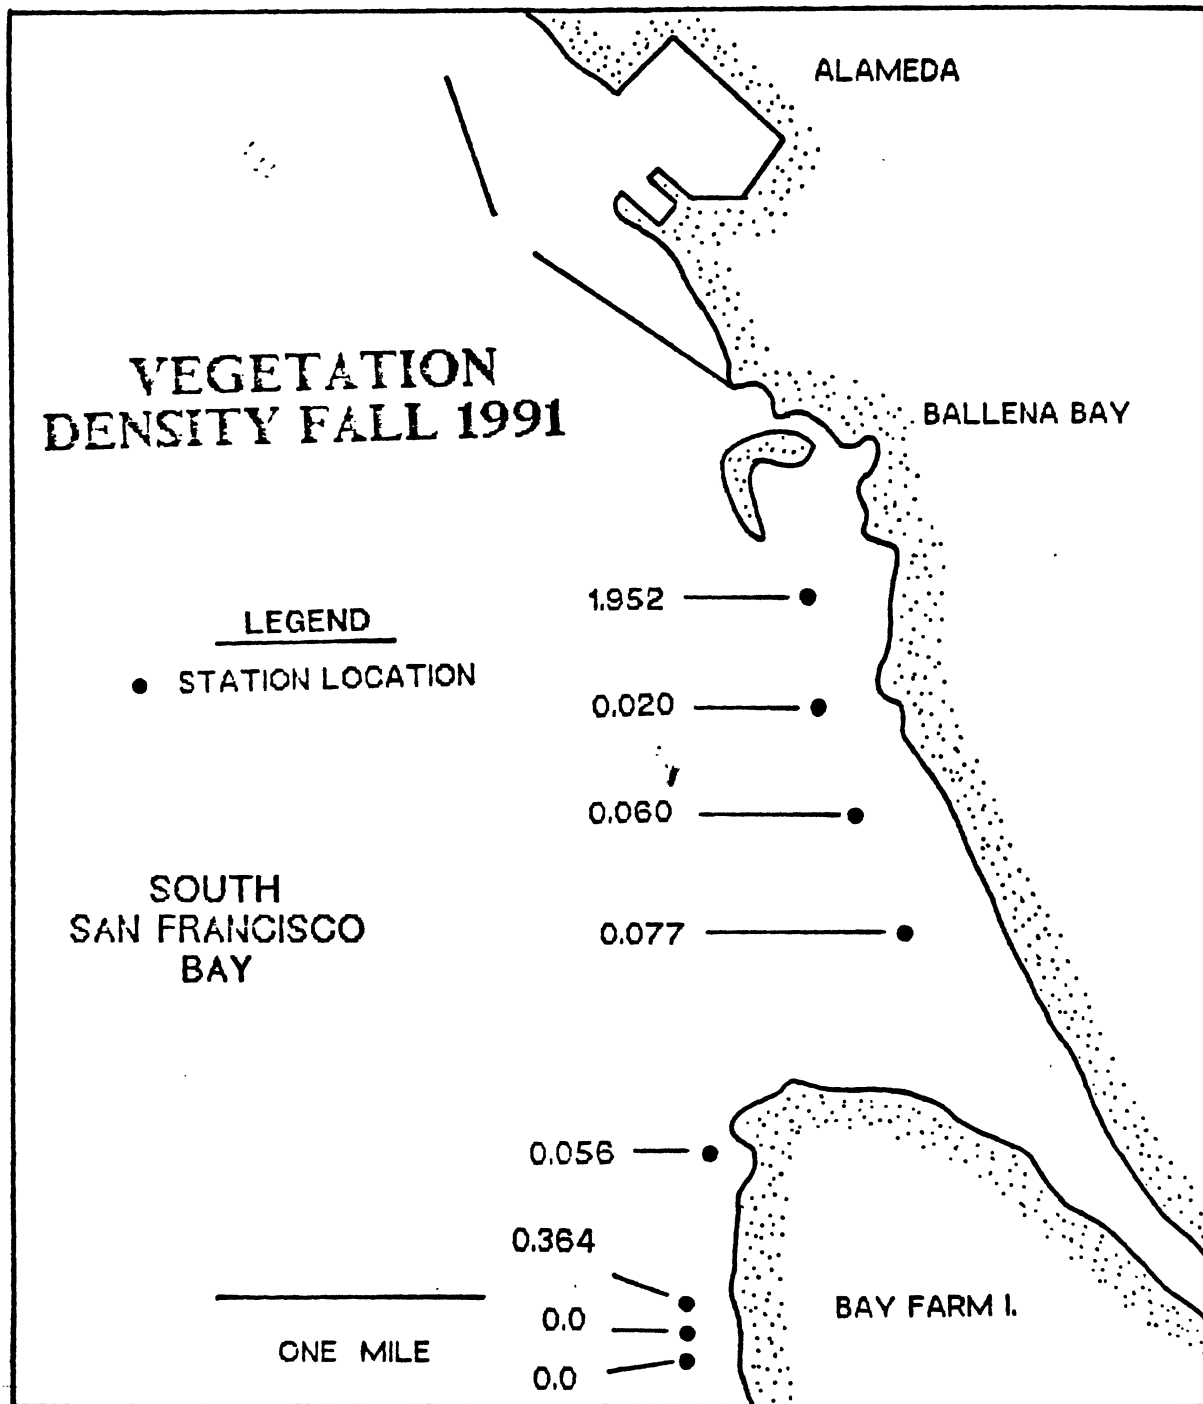 ALAMEDA
VEGETATION
DENSITY FALL 1991
BALLENA BAY
LEGEND
● STATION LOCATION
1.952
0.020
0.060
0.077
SOUTH
SAN FRANCISCO
BAY
0.056
0.364
0.0
0.0
BAY FARM I.
ONE MILE